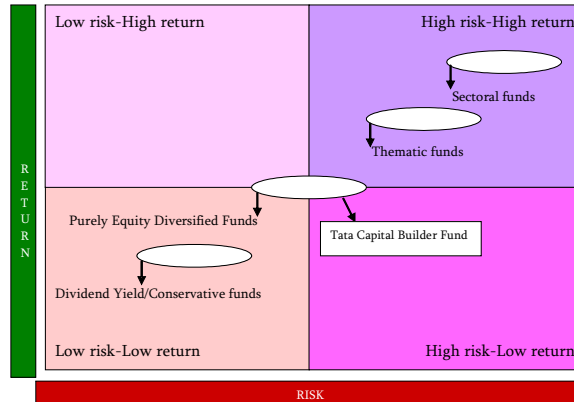 Low risk-High return
High risk-High return
Sectoral funds
Thematic funds
RETURN
Purely Equity Diversified Funds
Tata Capital Builder Fund
Dividend Yield/Conservative funds
Low risk-Low return
High risk-Low return
RISK